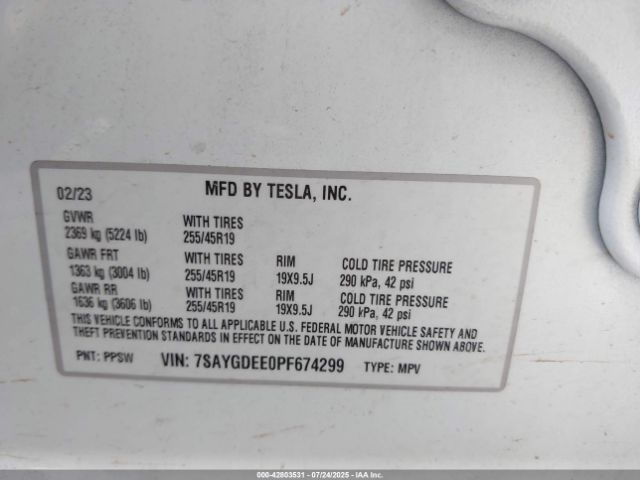 02/23 MFD BY TESLA, INC.
GVWR WITH TIRES
2369 kg (5224 lb) 255/45R19
GAWR FRT WITH TIRES RIM COLD TIRE PRESSURE
1363 kg (3004 lb) 255/45R19 19X9.5J 290 kPa, 42 psi
GAWR RR WITH TIRES RIM COLD TIRE PRESSURE
1636 kg (3606 lb) 255/45R19 19X9.5J 290 kPa, 42 psi
THIS VEHICLE CONFORMS TO ALL APPLICABLE U.S. FEDERAL MOTOR VEHICLE SAFETY AND
THEFT PREVENTION STANDARDS IN EFFECT ON THE DATE OF MANUFACTURE SHOWN ABOVE.
PNT: PPSW VIN: 7SAYGDEE0PF674299 TYPE: MPV
000-42803531 - 07/24/2025 - IAAI.COM